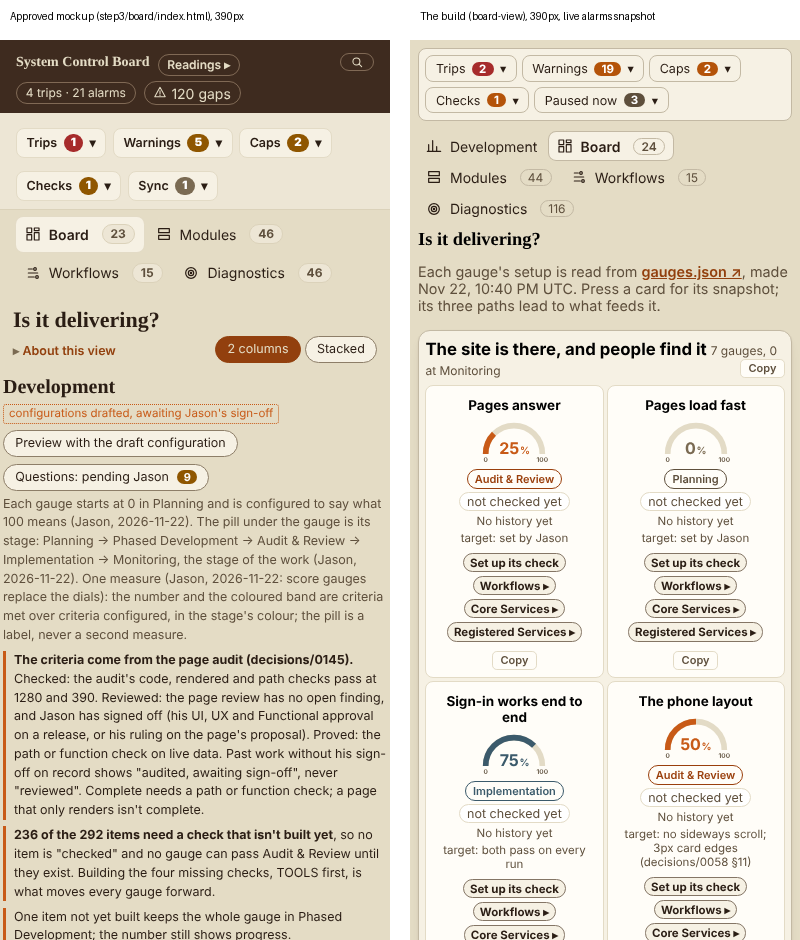 Approved mockup (step3/board/index.html), 390px
System Control Board
Readings ▸
4 trips · 21 alarms
120 gaps
Trips 1 ▾
Warnings 5 ▾
Caps 2 ▾
Checks 1 ▾
Sync 1 ▾
Board 23
Modules 46
Workflows 15
Diagnostics 46
Is it delivering?
▸ About this view
2 columns
Stacked
Development
configurations drafted, awaiting Jason's sign-off
Preview with the draft configuration
Questions: pending Jason 9
Each gauge starts at 0 in Planning and is configured to say what
100 means (Jason, 2026-11-22). The pill under the gauge is its
stage: Planning → Phased Development → Audit & Review →
Implementation → Monitoring, the stage of the work (Jason,
2026-11-22). One measure (Jason, 2026-11-22: score gauges
replace the dials): the number and the coloured band are criteria
met over criteria configured, in the stage's colour; the pill is a
label, never a second measure.
The criteria come from the page audit (decisions/0145).
Checked: the audit's code, rendered and path checks pass at
1280 and 390. Reviewed: the page review has no open finding,
and Jason has signed off (his UI, UX and Functional approval
on a release, or his ruling on the page's proposal). Proved: the
path or function check on live data. Past work without his sign-
off on record shows "audited, awaiting sign-off", never
"reviewed". Complete needs a path or function check; a page
that only renders isn't complete.
236 of the 292 items need a check that isn't built yet, so no
item is "checked" and no gauge can pass Audit & Review until
they exist. Building the four missing checks, TOOLS first, is
what moves every gauge forward.
One item not yet built keeps the whole gauge in Phased
Development; the number still shows progress.
The build (board-view), 390px, live alarms snapshot
Trips 2 ▾
Warnings 19 ▾
Caps 2 ▾
Checks 1 ▾
Paused now 3 ▾
Development
Board 24
Modules 44
Workflows 15
Diagnostics 116
Is it delivering?
Each gauge's setup is read from gauges.json ↗, made
Nov 22, 10:40 PM UTC. Press a card for its snapshot;
its three paths lead to what feeds it.
The site is there, and people find it 7 gauges, 0
at Monitoring
Copy
Pages answer
25%
0 100
Audit & Review
not checked yet
No history yet
target: set by Jason
Set up its check
Workflows ▸
Core Services ▸
Registered Services ▸
Copy
Pages load fast
0%
0 100
Planning
not checked yet
No history yet
target: set by Jason
Set up its check
Workflows ▸
Core Services ▸
Registered Services ▸
Copy
Sign-in works end to
end
75%
0 100
Implementation
not checked yet
No history yet
target: both pass on every
run
Set up its check
Workflows ▸
Core Services ▸
The phone layout
50%
0 100
Audit & Review
not checked yet
No history yet
target: no sideways scroll;
3px card edges
(decisions/0058 §11)
Set up its check
Workflows ▸
Core Services ▸